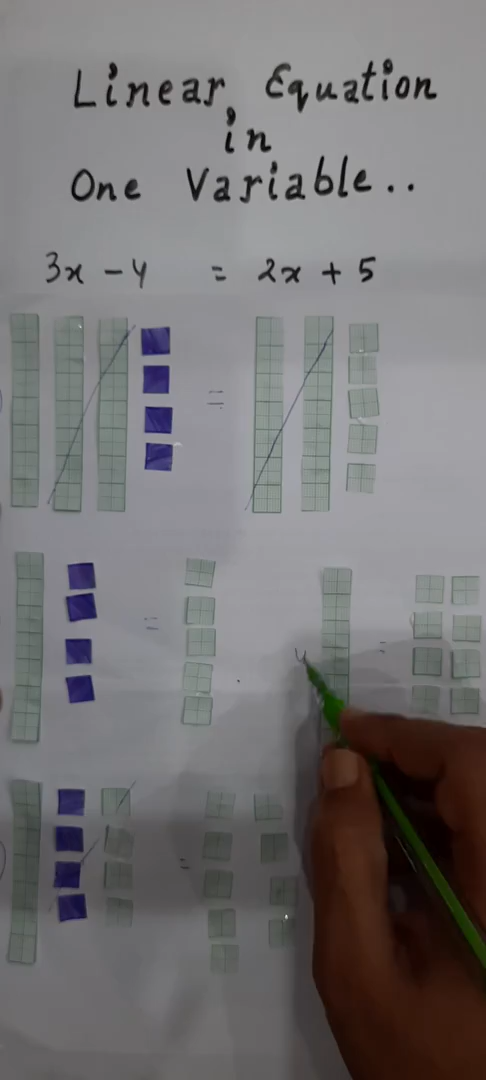 Linear Equation
in
One Variable..
3x - 4 = 2x + 5
=
=
=
=